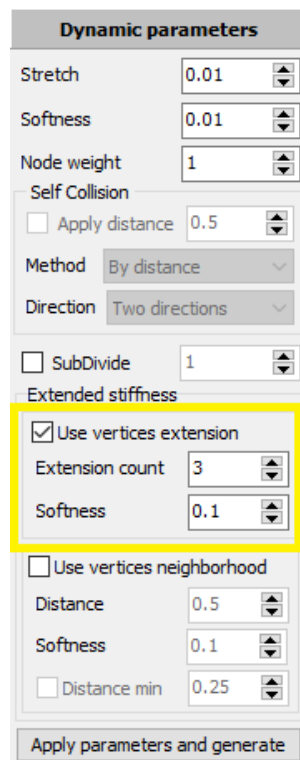 Dynamic parameters
Stretch 0.01
Softness 0.01
Node weight 1
Self Collision
Apply distance 0.5
Method By distance
Direction Two directions
SubDivide 1
Extended stiffness
Use vertices extension
Extension count 3
Softness 0.1
Use vertices neighborhood
Distance 0.5
Softness 0.1
Distance min 0.25
Apply parameters and generate